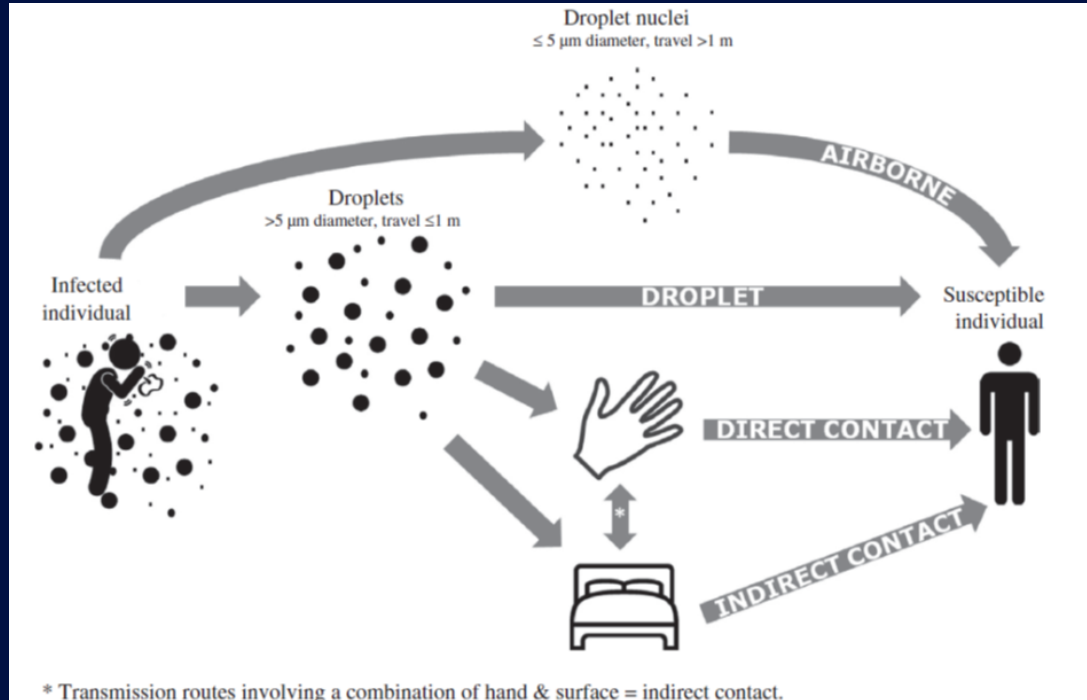 Droplet nuclei
≤ 5 μm diameter, travel >1 m
AIRBORNE
Droplets
>5 μm diameter, travel ≤1 m
Infected
individual
DROPLET
Susceptible
individual
DIRECT CONTACT
*
INDIRECT CONTACT
* Transmission routes involving a combination of hand & surface = indirect contact.